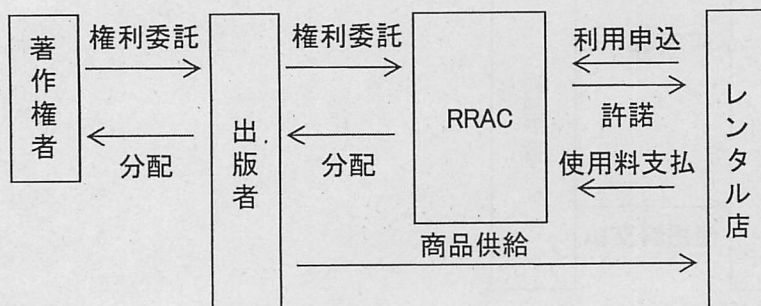 著作権者
権利委託
分配
出版者
権利委託
分配
RRAC
利用申込
許諾
使用料支払
レンタル店
商品供給